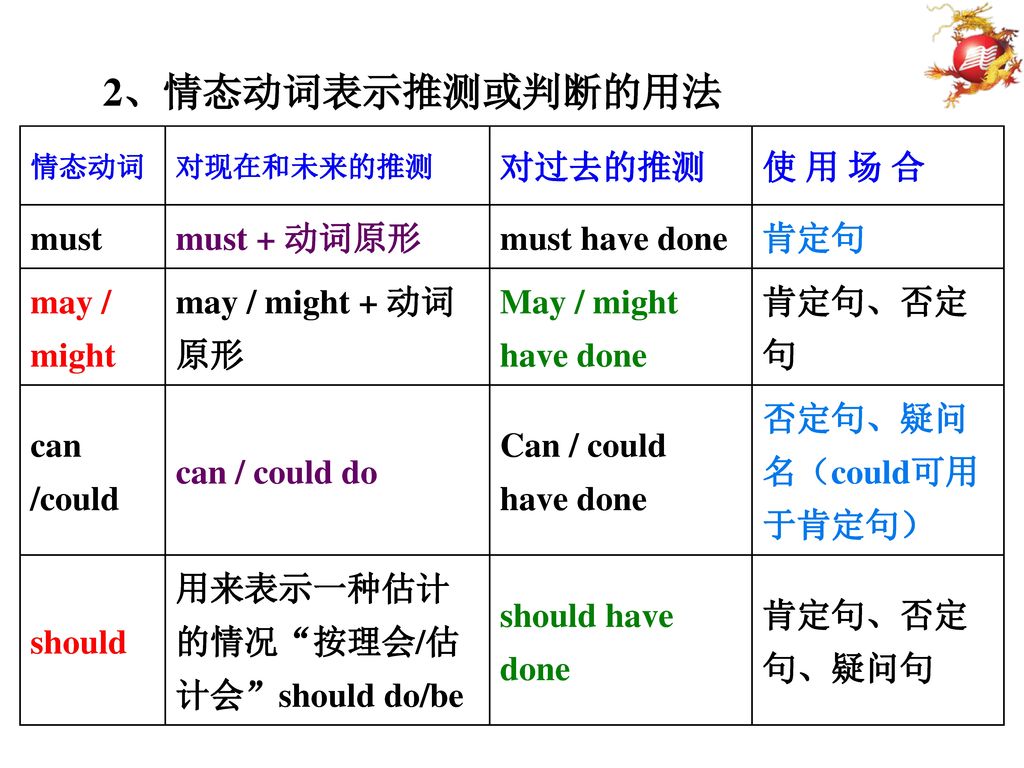 2、情态动词表示推测或判断的用法
情态动词 对现在和未来的推测 对过去的推测 使 用 场 合
must must + 动词原形 must have done 肯定句
may /
might
may / might + 动词
原形
May / might
have done
肯定句、否定
句
can
/could
can / could do
Can / could
have done
否定句、疑问
名（could可用
于肯定句）
should
用来表示一种估计
的情况“按理会/估
计会”should do/be
should have
done
肯定句、否定
句、疑问句